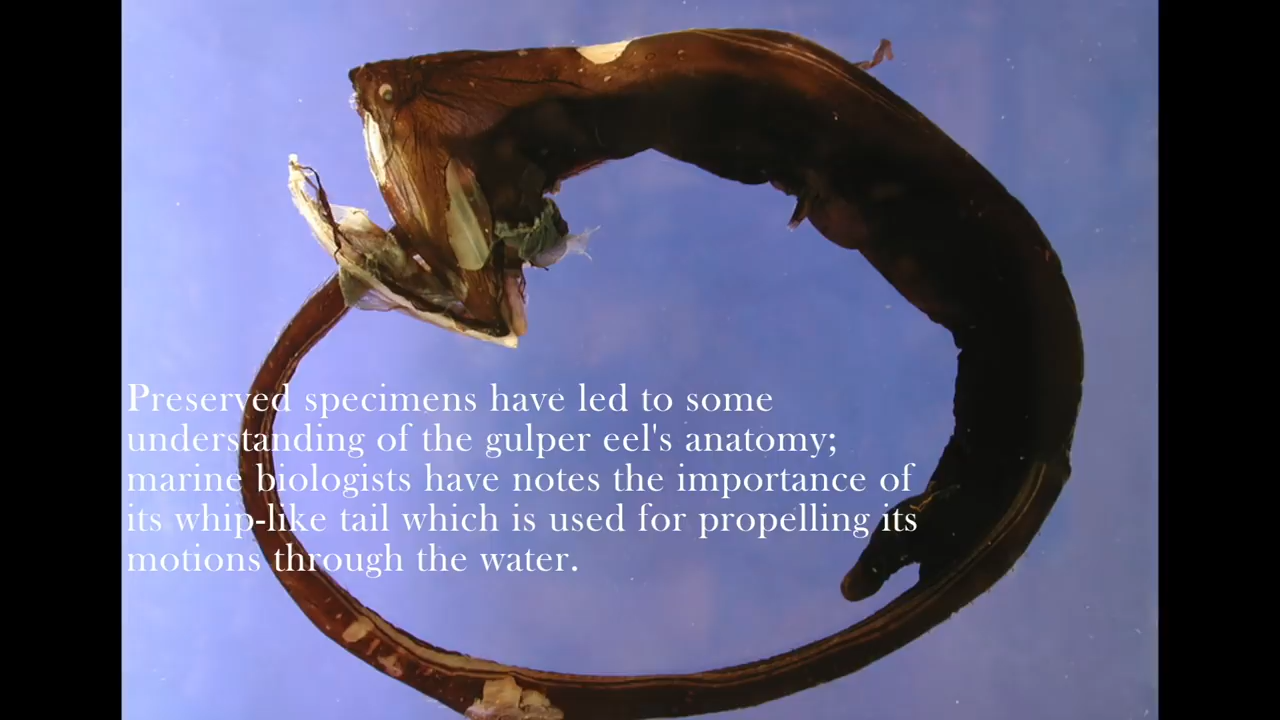 Preserved specimens have led to some
understanding of the gulper eel's anatomy;
marine biologists have notes the importance of
its whip-like tail which is used for propelling its
motions through the water.